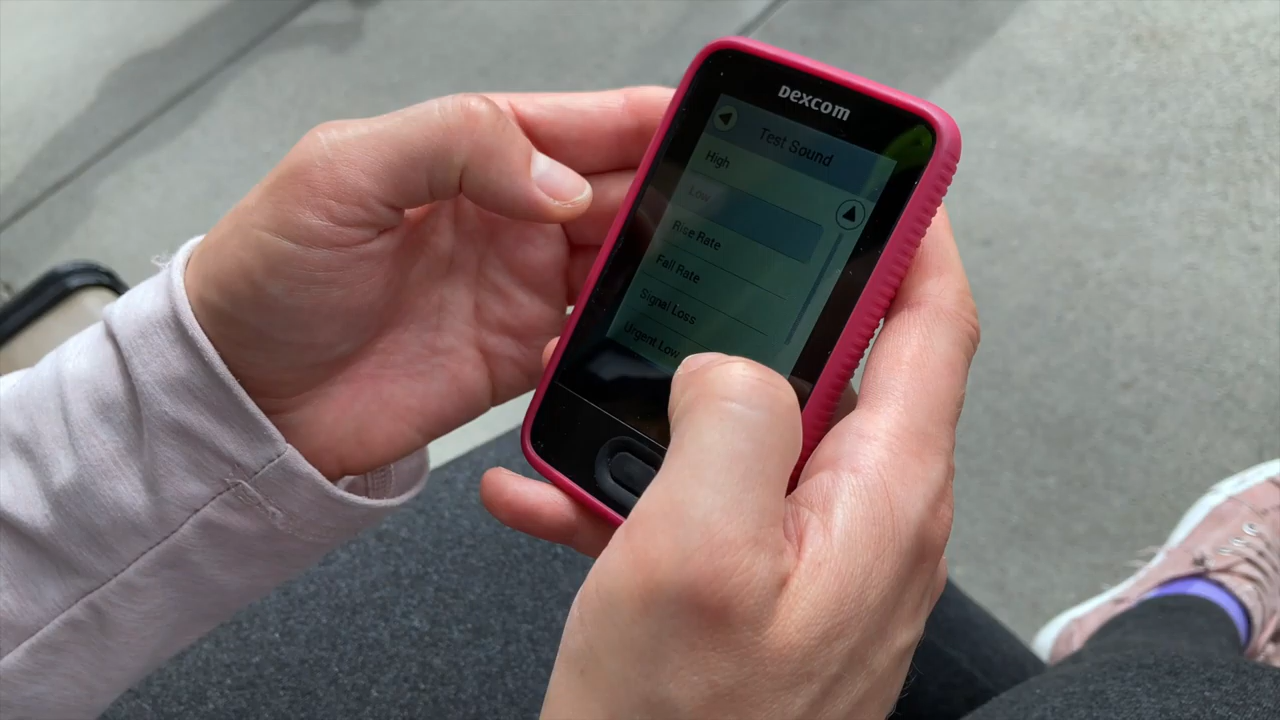 Dexcom
Test Sound
High
Low
Rise Rate
Fall Rate
Signal Loss
Urgent Low